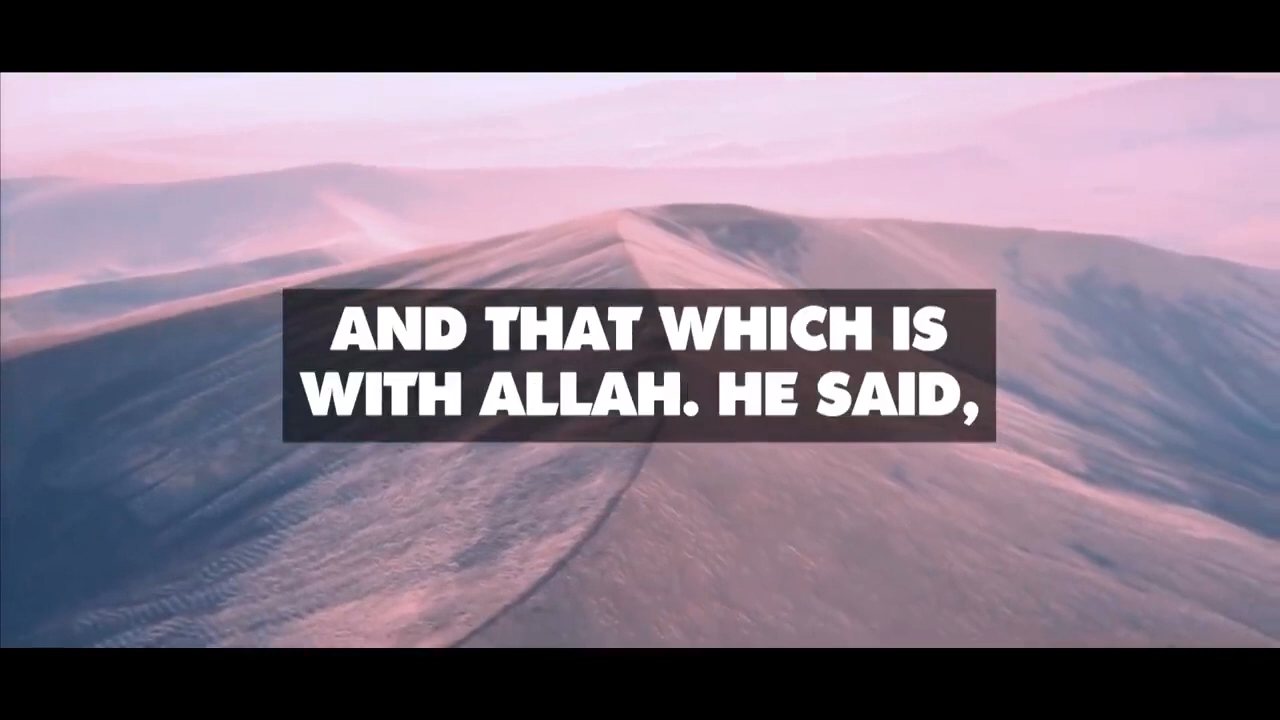 AND THAT WHICH IS
WITH ALLAH. HE SAID,